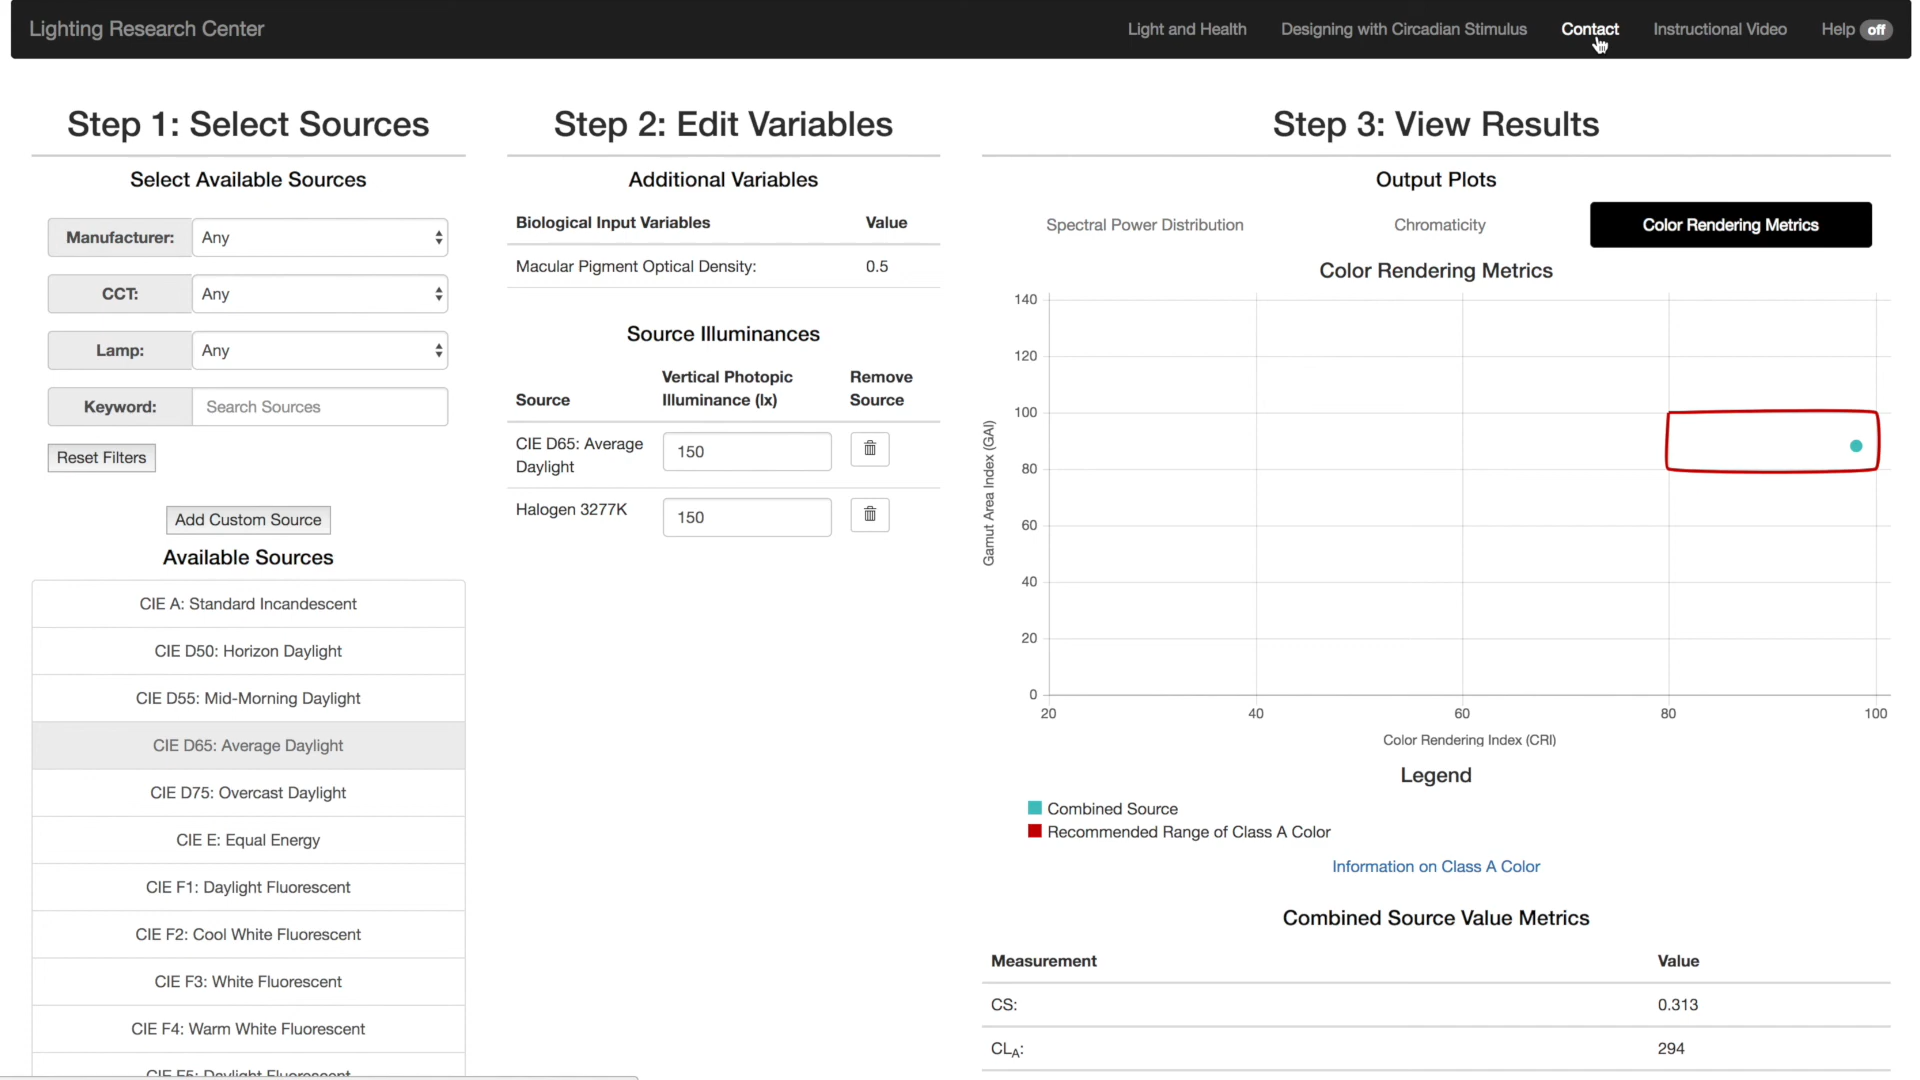 Lighting Research Center
Light and Health
Designing with Circadian Stimulus
Contact
Instructional Video
Help off
Step 1: Select Sources
Select Available Sources
Manufacturer: Any
CCT: Any
Lamp: Any
Keyword: Search Sources
Reset Filters
Add Custom Source
Available Sources
CIE A: Standard Incandescent
CIE D50: Horizon Daylight
CIE D55: Mid-Morning Daylight
CIE D65: Average Daylight
CIE D75: Overcast Daylight
CIE E: Equal Energy
CIE F1: Daylight Fluorescent
CIE F2: Cool White Fluorescent
CIE F3: White Fluorescent
CIE F4: Warm White Fluorescent
CIE F5: Daylight Fluorescent
Step 2: Edit Variables
Additional Variables
Biological Input Variables Value
Macular Pigment Optical Density: 0.5
Source Illuminances
Source
Vertical Photopic
Illuminance (lx)
Remove
Source
CIE D65: Average
Daylight
150
Halogen 3277K
150
Step 3: View Results
Output Plots
Spectral Power Distribution
Chromaticity
Color Rendering Metrics
Color Rendering Metrics
Gamut Area Index (GAI)
140
120
100
80
60
40
20
0
20 40 60 80 100
Color Rendering Index (CRI)
Legend
Combined Source
Recommended Range of Class A Color
Information on Class A Color
Combined Source Value Metrics
Measurement Value
CS: 0.313
CLA: 294